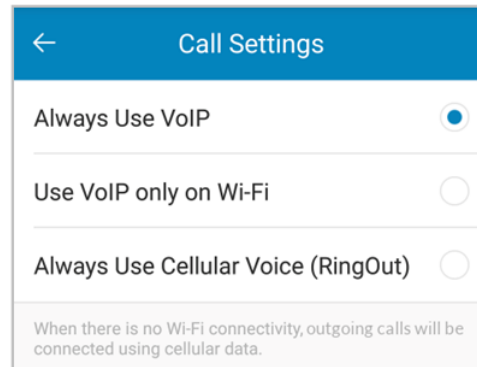 Call Settings
Always Use VoIP
Use VoIP only on Wi-Fi
Always Use Cellular Voice (RingOut)
When there is no Wi-Fi connectivity, outgoing calls will be
connected using cellular data.